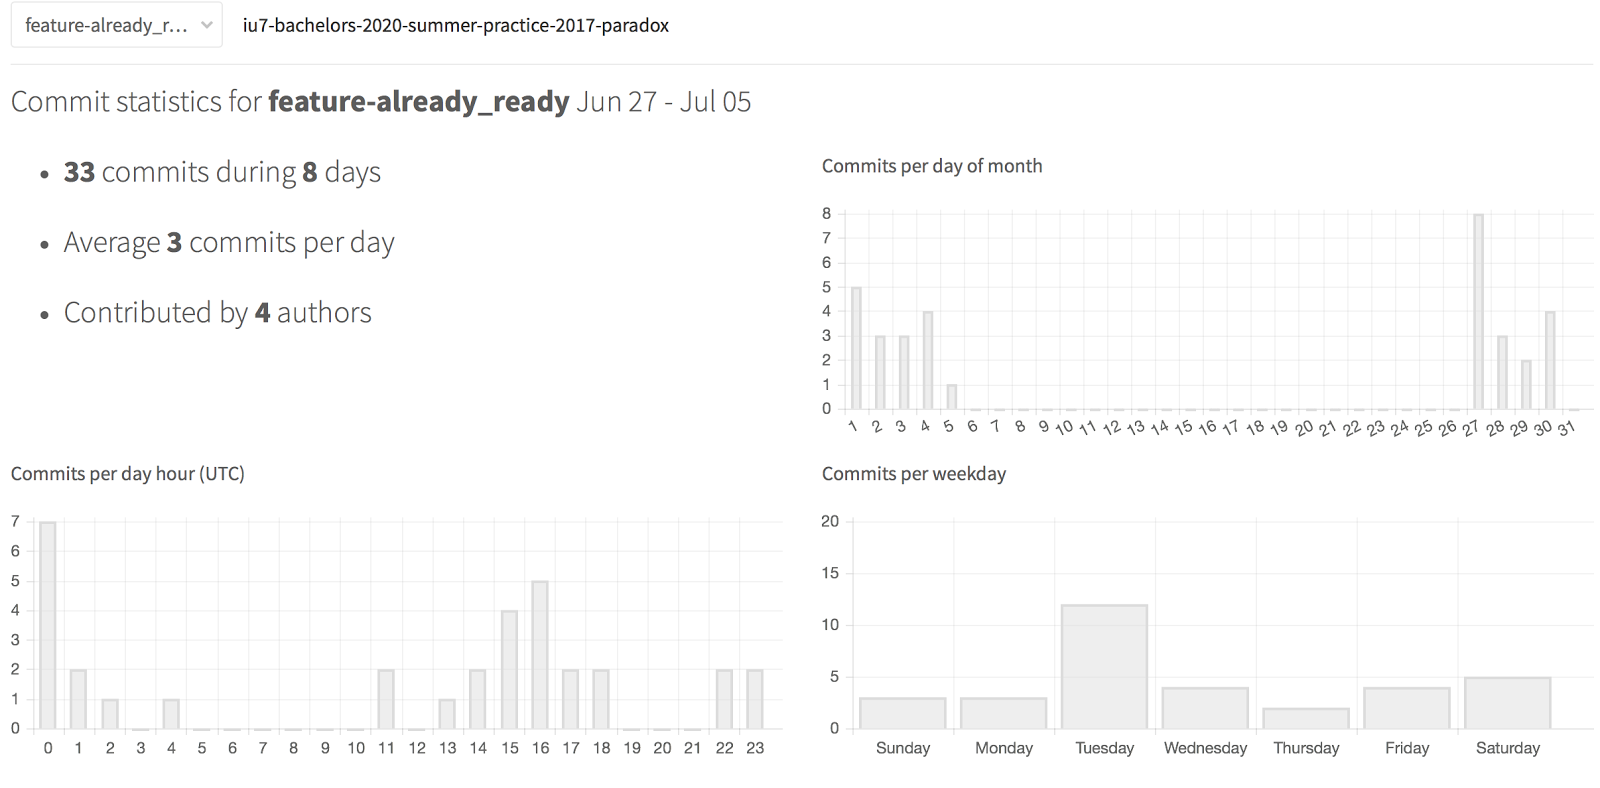 feature-already_r... iu7-bachelors-2020-summer-practice-2017-paradox
Commit statistics for feature-already_ready Jun 27 - Jul 05
• 33 commits during 8 days
• Average 3 commits per day
• Contributed by 4 authors
Commits per day of month
8
7
6
5
4
3
2
1
0
1 2 3 4 5 6 7 8 9 10 11 12 13 14 15 16 17 18 19 20 21 22 23 24 25 26 27 28 29 30 31
Commits per day hour (UTC)
7
6
5
4
3
2
1
0
0 1 2 3 4 5 6 7 8 9 10 11 12 13 14 15 16 17 18 19 20 21 22 23
Commits per weekday
20
15
10
5
0
Sunday Monday Tuesday Wednesday Thursday Friday Saturday